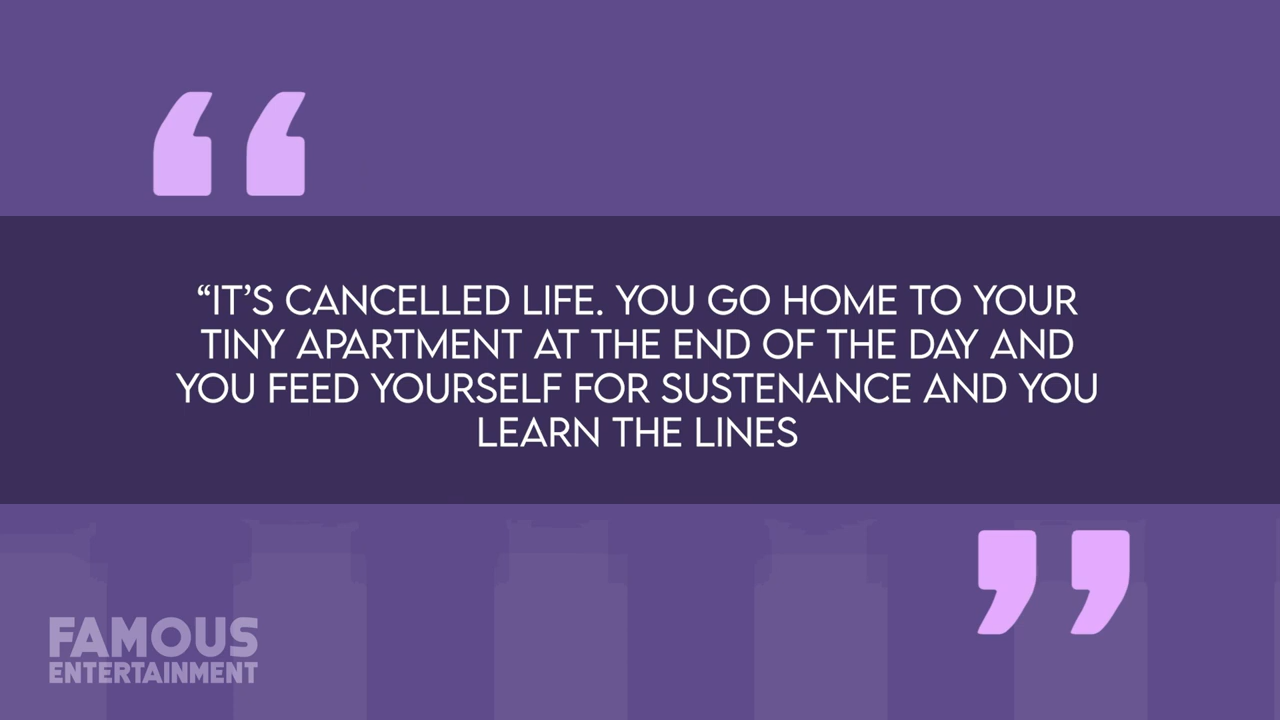 “IT’S CANCELLED LIFE. YOU GO HOME TO YOUR
TINY APARTMENT AT THE END OF THE DAY AND
YOU FEED YOURSELF FOR SUSTENANCE AND YOU
LEARN THE LINES
FAMOUS
ENTERTAINMENT